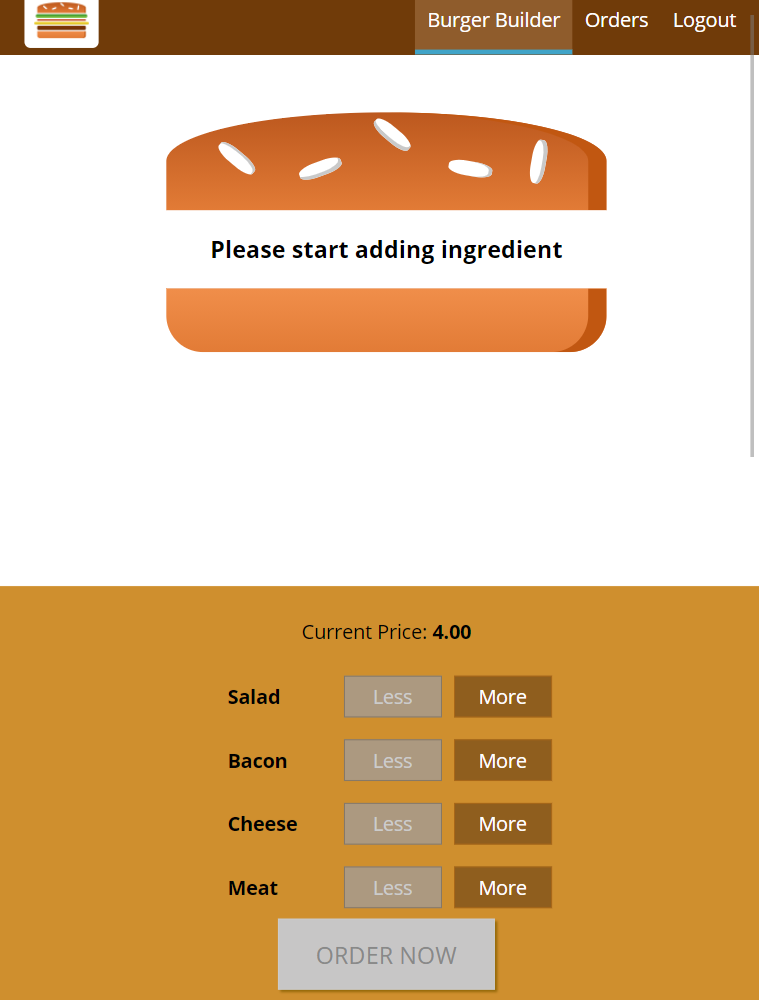 Burger Builder Orders Logout
Please start adding ingredient
Current Price: 4.00
Salad Less More
Bacon Less More
Cheese Less More
Meat Less More
ORDER NOW